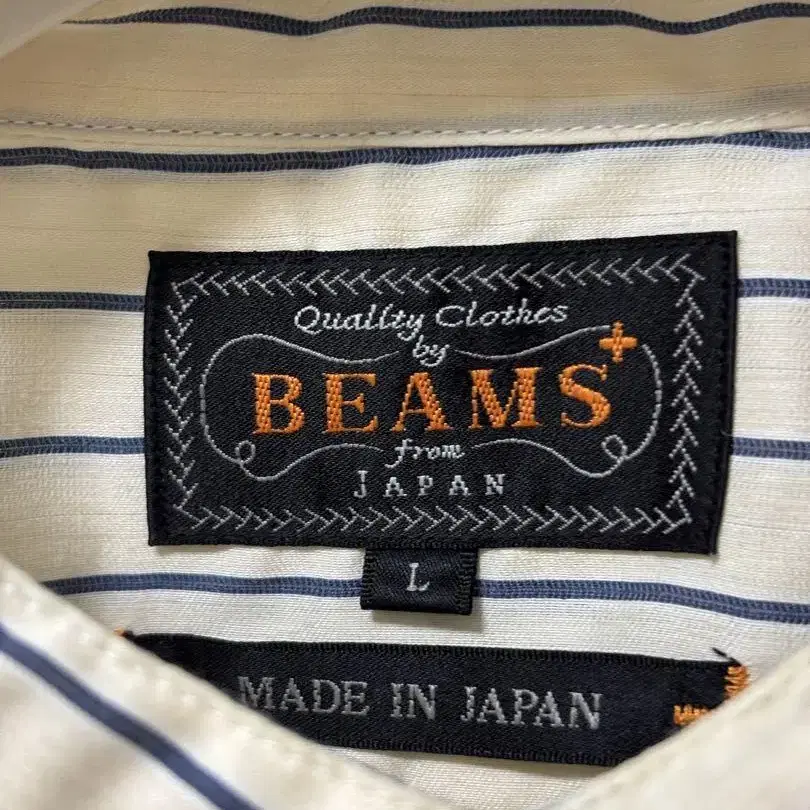 Quality Clothes
by
BEAMS+
from
JAPAN
L
MADE IN JAPAN